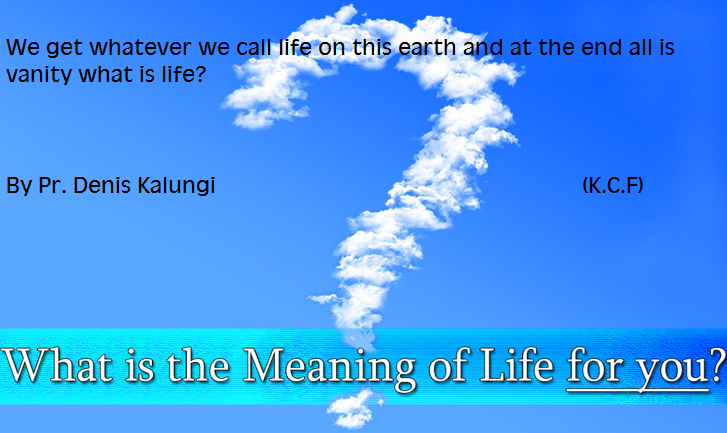 We get whatever we call life on this earth and at the end all is
vanity what is life?
By Pr. Denis Kalungi (K.C.F)
What is the Meaning of Life for you?